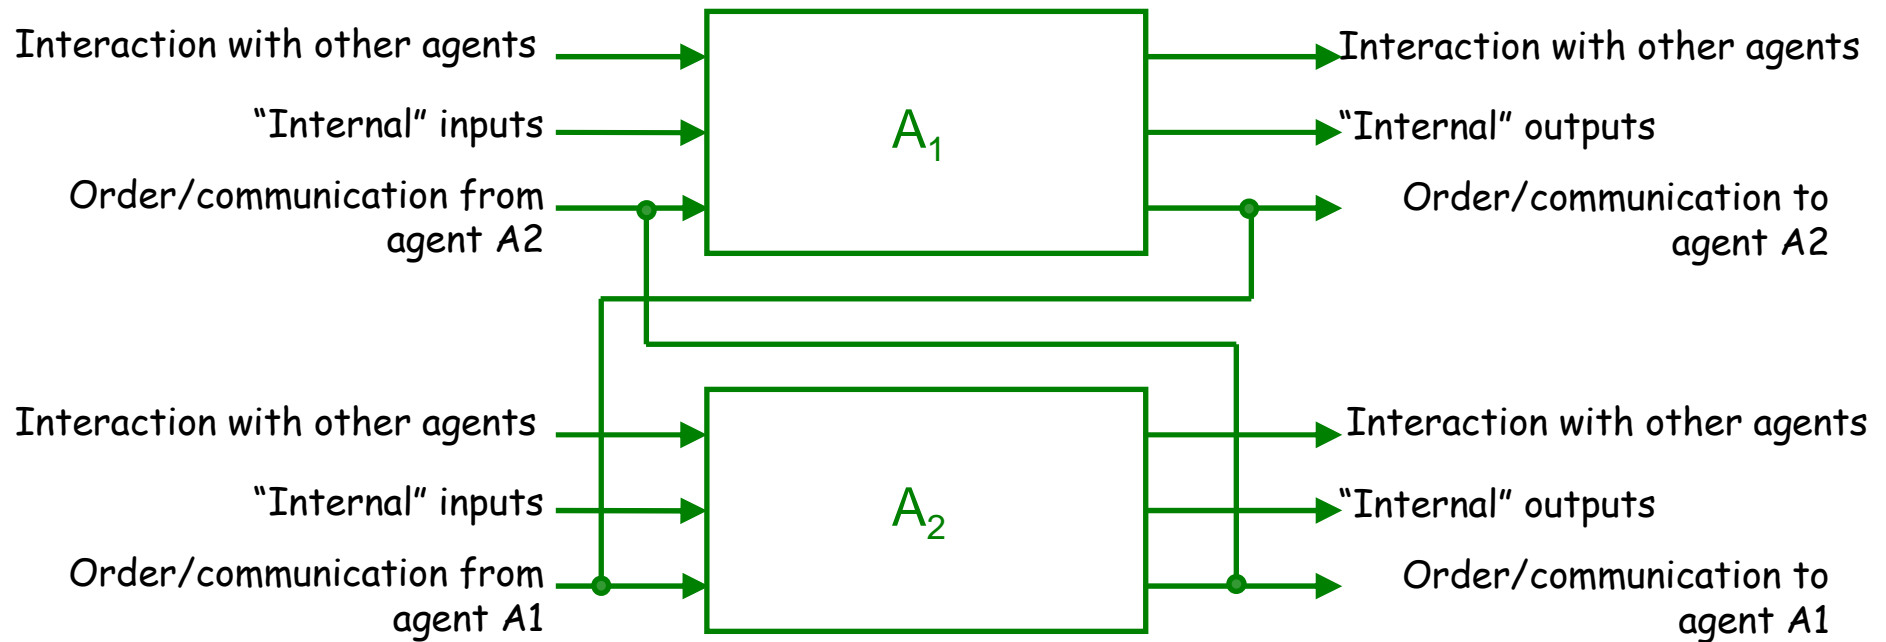 Interaction with other agents
Interaction with other agents
“Internal” inputs
A₁
“Internal” outputs
Order/communication from
agent A2
Order/communication to
agent A2
Interaction with other agents
Interaction with other agents
“Internal” inputs
A₂
“Internal” outputs
Order/communication from
agent A1
Order/communication to
agent A1